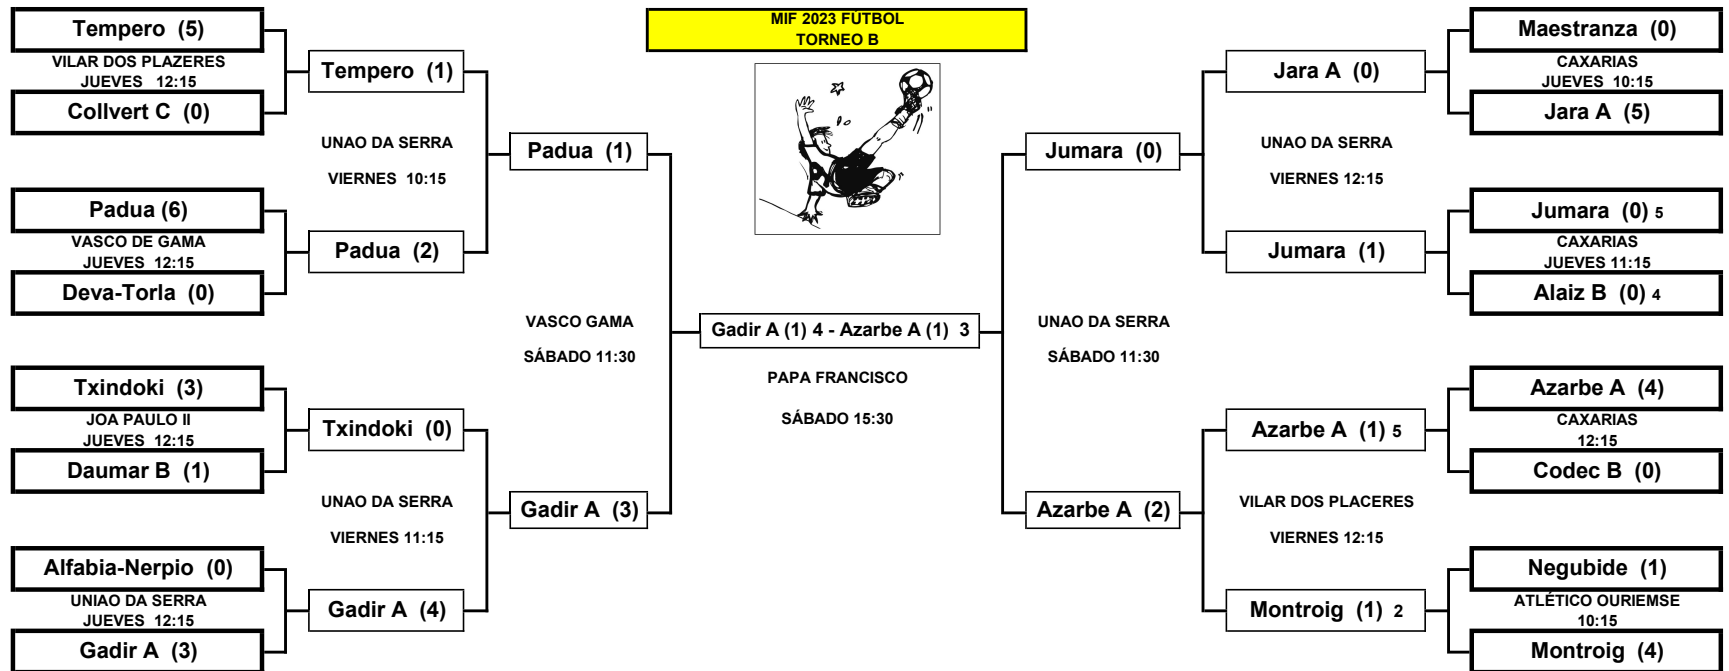 MIF 2023 FÚTBOL
TORNEO B
Tempero (5)
VILAR DOS PLAZERES
JUEVES 12:15
Collvert C (0)
Tempero (1)
UNAO DA SERRA
VIERNES 10:15
Padua (6)
VASCO DE GAMA
JUEVES 12:15
Deva-Torla (0)
Padua (2)
Padua (1)
VASCO GAMA
SÁBADO 11:30
Txindoki (3)
JOA PAULO II
JUEVES 12:15
Daumar B (1)
Txindoki (0)
UNAO DA SERRA
VIERNES 11:15
Alfabia-Nerpio (0)
UNIAO DA SERRA
JUEVES 12:15
Gadir A (3)
Gadir A (4)
Gadir A (3)
Gadir A (1) 4 - Azarbe A (1) 3
PAPA FRANCISCO
SÁBADO 15:30
Jumara (0)
UNAO DA SERRA
SÁBADO 11:30
Azarbe A (2)
Jara A (0)
UNAO DA SERRA
VIERNES 12:15
Jumara (1)
Azarbe A (1) 5
VILAR DOS PLACERES
VIERNES 12:15
Montroig (1) 2
Maestranza (0)
CAXARIAS
JUEVES 10:15
Jara A (5)
Jumara (0) 5
CAXARIAS
JUEVES 11:15
Alaiz B (0) 4
Azarbe A (4)
CAXARIAS
12:15
Codec B (0)
Negubide (1)
ATLÉTICO OURIEMSE
10:15
Montroig (4)